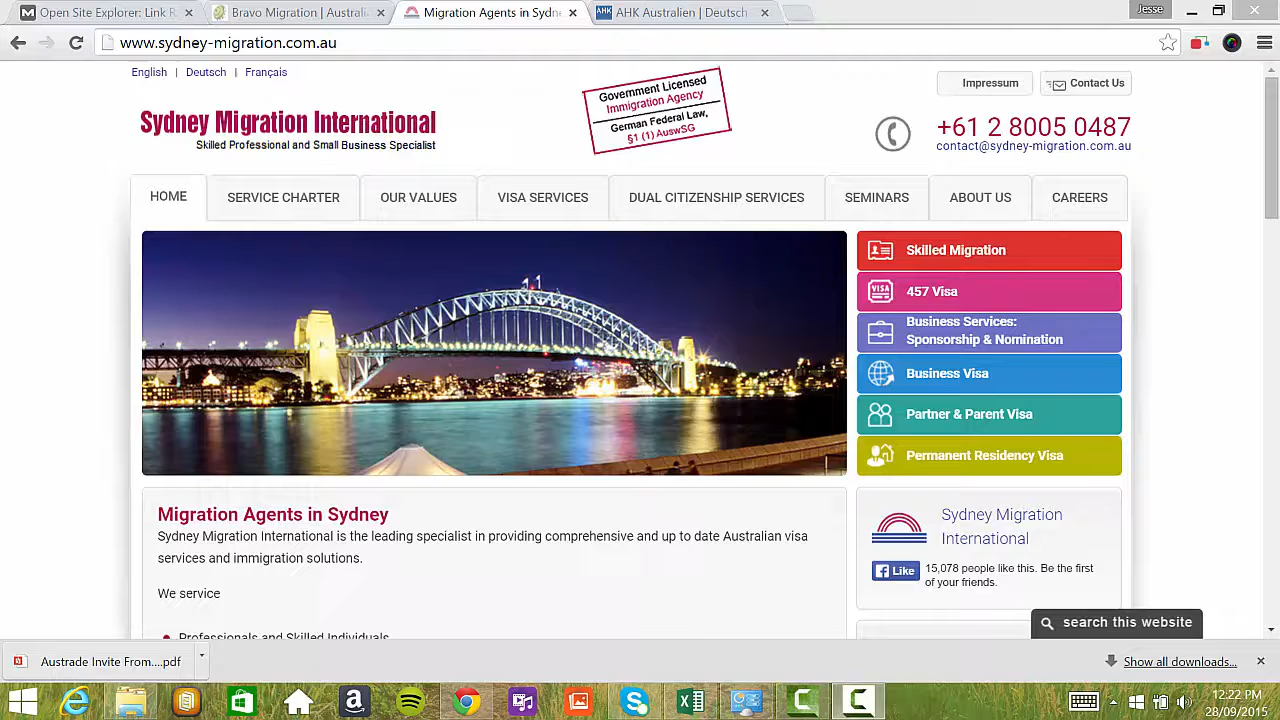 Open Site Explorer: Link R
Bravo Migration | Australi
Migration Agents in Sydne
AHK Australien | Deutsch
Jesse
www.sydney-migration.com.au
English | Deutsch | Français
Government Licensed
Immigration Agency
German Federal Law,
§1 (1) AuswSG
Impressum
Contact Us
Sydney Migration International
Skilled Professional and Small Business Specialist
+61 2 8005 0487
contact@sydney-migration.com.au
HOME
SERVICE CHARTER
OUR VALUES
VISA SERVICES
DUAL CITIZENSHIP SERVICES
SEMINARS
ABOUT US
CAREERS
Skilled Migration
VISA
457 Visa
Business Services:
Sponsorship & Nomination
Business Visa
Partner & Parent Visa
Permanent Residency Visa
Migration Agents in Sydney
Sydney Migration International is the leading specialist in providing comprehensive and up to date Australian visa
services and immigration solutions.
We service
Professionals and Skilled Individuals
Sydney Migration
International
Like
15,078 people like this. Be the first
of your friends.
search this website
Austrade Invite From....pdf
Show all downloads...
12:22 PM
28/09/2015